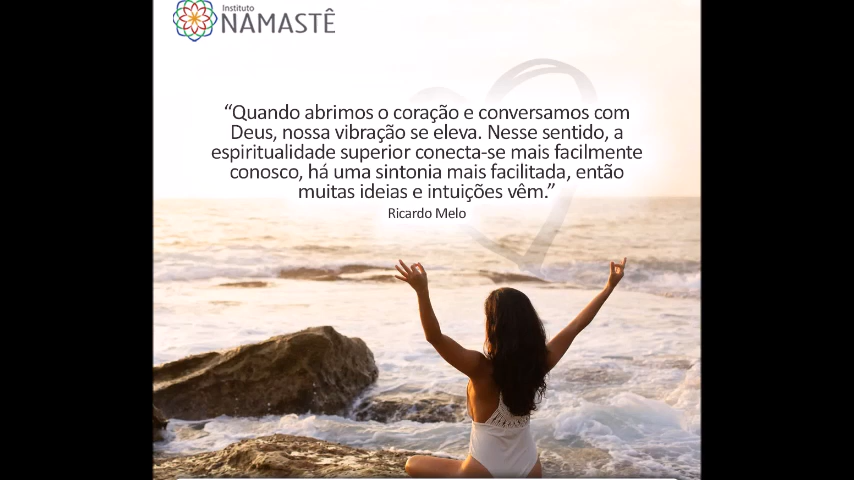 Instituto
NAMASTÊ
“Quando abrimos o coração e conversamos com
Deus, nossa vibração se eleva. Nesse sentido, a
espiritualidade superior conecta-se mais facilmente
conosco, há uma sintonia mais facilitada, então
muitas ideias e intuições vêm.”
Ricardo Melo